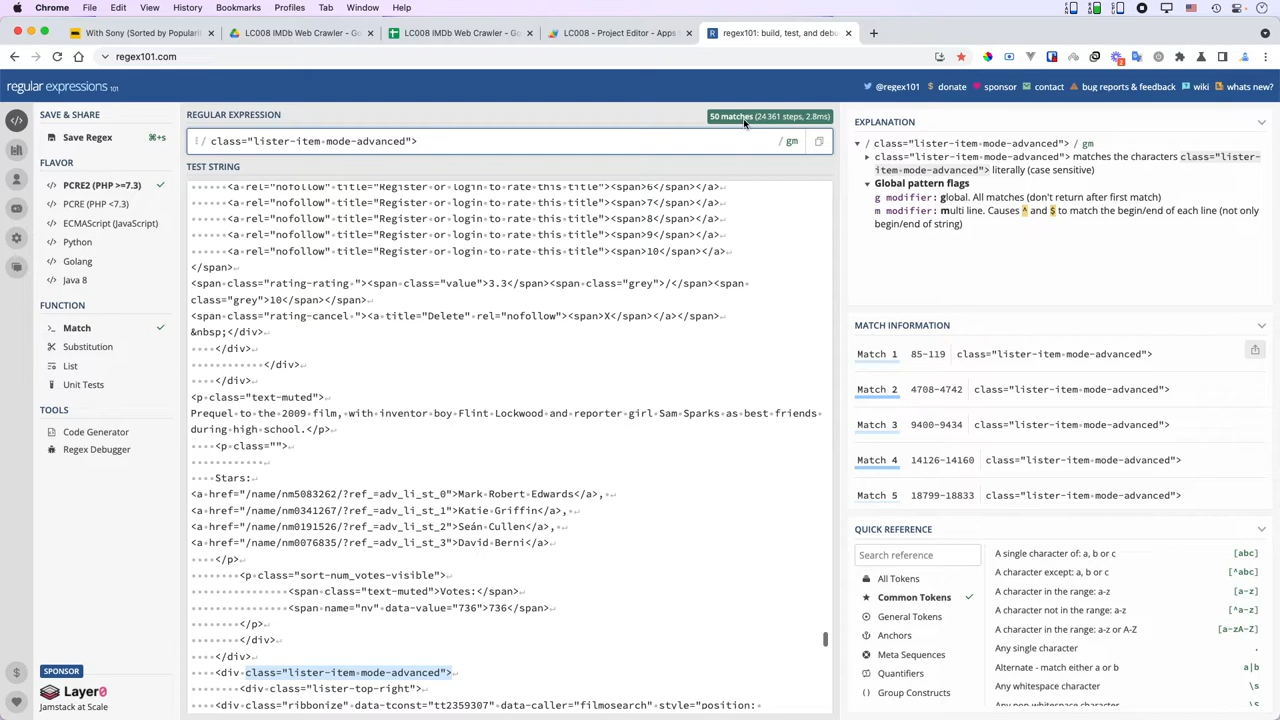 Chrome File Edit View History Bookmarks Profiles Tab Window Help
With Sony (Sorted by Populari
LC008 IMDb Web Crawler - Goo
LC008 IMDb Web Crawler - Goo
LC008 - Project Editor - Apps S
regex101: build, test, and debu
regex101.com
regular expressions 101
@regex101 $ donate sponsor contact bug reports & feedback wiki whats new?
SAVE & SHARE
Save Regex ⌘+s
FLAVOR
PCRE2 (PHP >=7.3)
PCRE (PHP <7.3)
ECMAScript (JavaScript)
Python
Golang
Java 8
FUNCTION
Match
Substitution
List
Unit Tests
TOOLS
Code Generator
Regex Debugger
SPONSOR
Layer0
Jamstack at Scale
REGULAR EXPRESSION
50 matches (24 361 steps, 2.8ms)
/ class="lister-item•mode-advanced"> / gm
TEST STRING
•••••<a•rel="nofollow"•title="Register•or•login•to•rate•this•title"><span>6</span></a>↵
•••••<a•rel="nofollow"•title="Register•or•login•to•rate•this•title"><span>7</span></a>↵
•••••<a•rel="nofollow"•title="Register•or•login•to•rate•this•title"><span>8</span></a>↵
•••••<a•rel="nofollow"•title="Register•or•login•to•rate•this•title"><span>9</span></a>↵
•••••<a•rel="nofollow"•title="Register•or•login•to•rate•this•title"><span>10</span></a>↵
</span>↵
<span•class="rating-rating•"><span•class="value">3.3</span><span•class="grey">/</span><span•
class="grey">10</span></span>↵
<span•class="rating-cancel•"><a•title="Delete"•rel="nofollow"><span>X</span></a></span>↵
&nbsp;</div>↵
••••</div>↵
••••••••••••</div>↵
••••</div>↵
<p•class="text-muted">↵
Prequel•to•the•2009•film,•with•inventor•boy•Flint•Lockwood•and•reporter•girl•Sam•Sparks•as•best•friends•
during•high•school.</p>↵
••••<p•class="">↵
••••••••••••↵
••••Stars:↵
<a•href="/name/nm5083262/?ref_=adv_li_st_0">Mark•Robert•Edwards</a>,•↵
<a•href="/name/nm0341267/?ref_=adv_li_st_1">Katie•Griffin</a>,•↵
<a•href="/name/nm0191526/?ref_=adv_li_st_2">Seán•Cullen</a>,•↵
<a•href="/name/nm0076835/?ref_=adv_li_st_3">David•Berni</a>↵
••••</p>↵
••••••••<p•class="sort-num_votes-visible">↵
••••••••••••••••<span•class="text-muted">Votes:</span>↵
••••••••••••••••<span•name="nv"•data-value="736">736</span>↵
••••••••</p>↵
••••••••</div>↵
••••</div>↵
••••<div•class="lister-item•mode-advanced">↵
••••••••<div•class="lister-top-right">↵
••••<div•class="ribbonize"•data-tconst="tt2359307"•data-caller="filmosearch"•style="position:•
EXPLANATION
/ class="lister-item•mode-advanced"> / gm
class="lister-item•mode-advanced"> matches the characters class="lister-
item•mode-advanced"> literally (case sensitive)
Global pattern flags
g modifier: global. All matches (don't return after first match)
m modifier: multi line. Causes ^ and $ to match the begin/end of each line (not only
begin/end of string)
MATCH INFORMATION
Match 1 85-119 class="lister-item•mode-advanced">
Match 2 4708-4742 class="lister-item•mode-advanced">
Match 3 9400-9434 class="lister-item•mode-advanced">
Match 4 14126-14160 class="lister-item•mode-advanced">
Match 5 18799-18833 class="lister-item•mode-advanced">
QUICK REFERENCE
Search reference
All Tokens
Common Tokens
General Tokens
Anchors
Meta Sequences
Quantifiers
Group Constructs
A single character of: a, b or c [abc]
A character except: a, b or c [^abc]
A character in the range: a-z [a-z]
A character not in the range: a-z [^a-z]
A character in the range: a-z or A-Z [a-zA-Z]
Any single character .
Alternate - match either a or b a|b
Any whitespace character \s
Any non-whitespace character